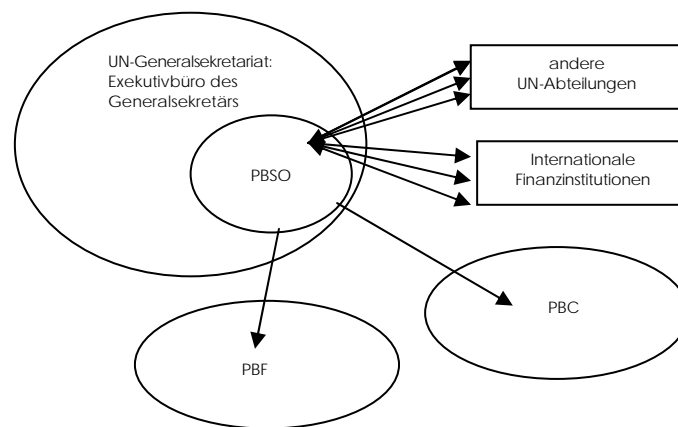 UN-Generalsekretariat:
Exekutivbüro des
Generalsekretärs
andere
UN-Abteilungen
Internationale
Finanzinstitutionen
PBSO
PBC
PBF